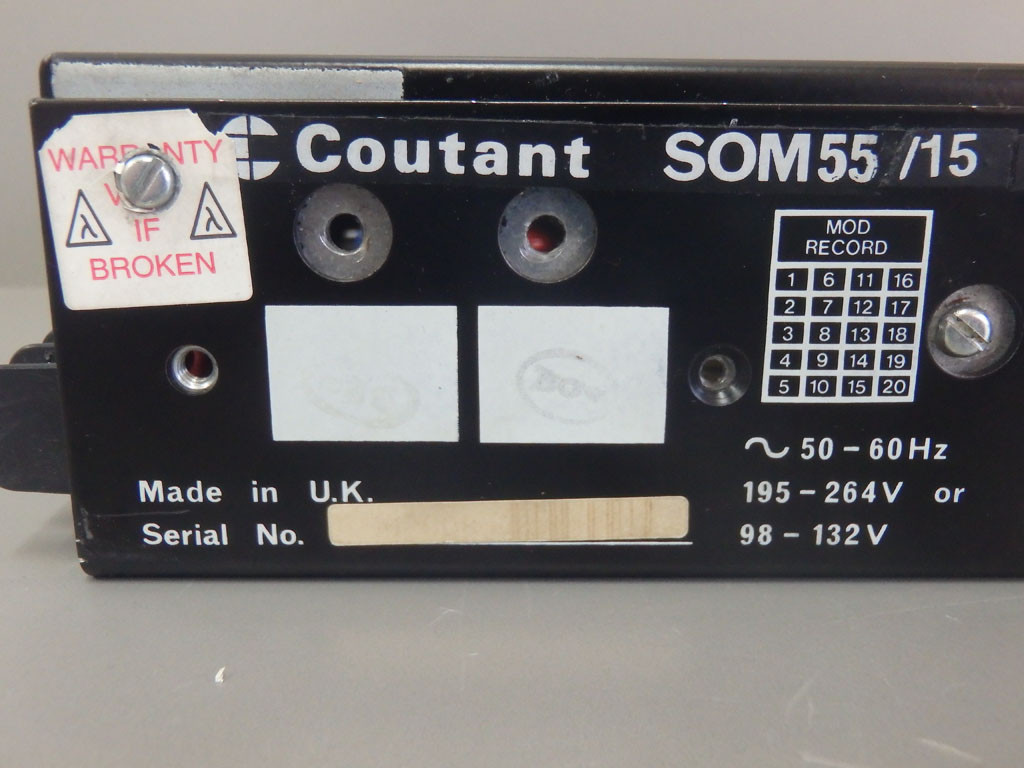 WARRANTY
IF
BROKEN
Coutant SOM55 /15
MOD
RECORD
1 6 11 16
2 7 12 17
3 8 13 18
4 9 14 19
5 10 15 20
50 - 60Hz
Made in U.K.
195 - 264V or
Serial No.
98 - 132V